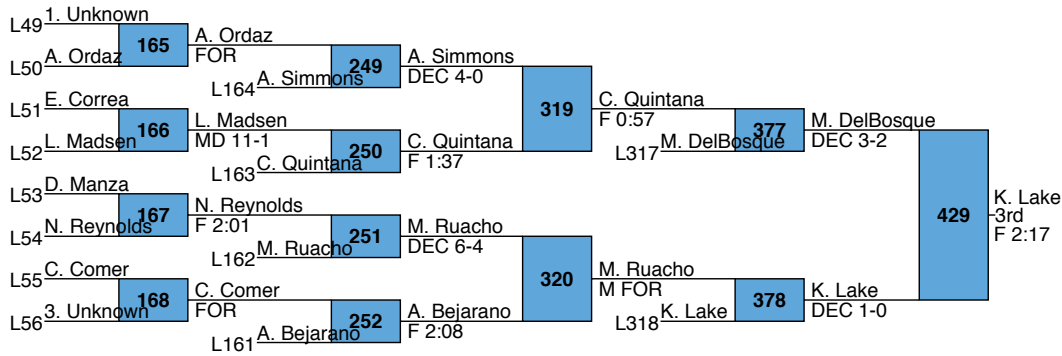 L49 1. Unknown
165
A. Ordaz
FOR
L50 A. Ordaz
249
A. Simmons
DEC 4-0
L164 A. Simmons
319
C. Quintana
F 0:57
L51 E. Correa
166
L. Madsen
MD 11-1
L52 L. Madsen
250
C. Quintana
F 1:37
L163 C. Quintana
377
M. DelBosque
DEC 3-2
L317 M. DelBosque
L53 D. Manza
167
N. Reynolds
F 2:01
L54 N. Reynolds
251
M. Ruacho
DEC 6-4
L162 M. Ruacho
429
K. Lake
3rd
F 2:17
320
M. Ruacho
M FOR
L55 C. Comer
168
C. Comer
FOR
L56 3. Unknown
252
A. Bejarano
F 2:08
L161 A. Bejarano
378
K. Lake
DEC 1-0
L318 K. Lake